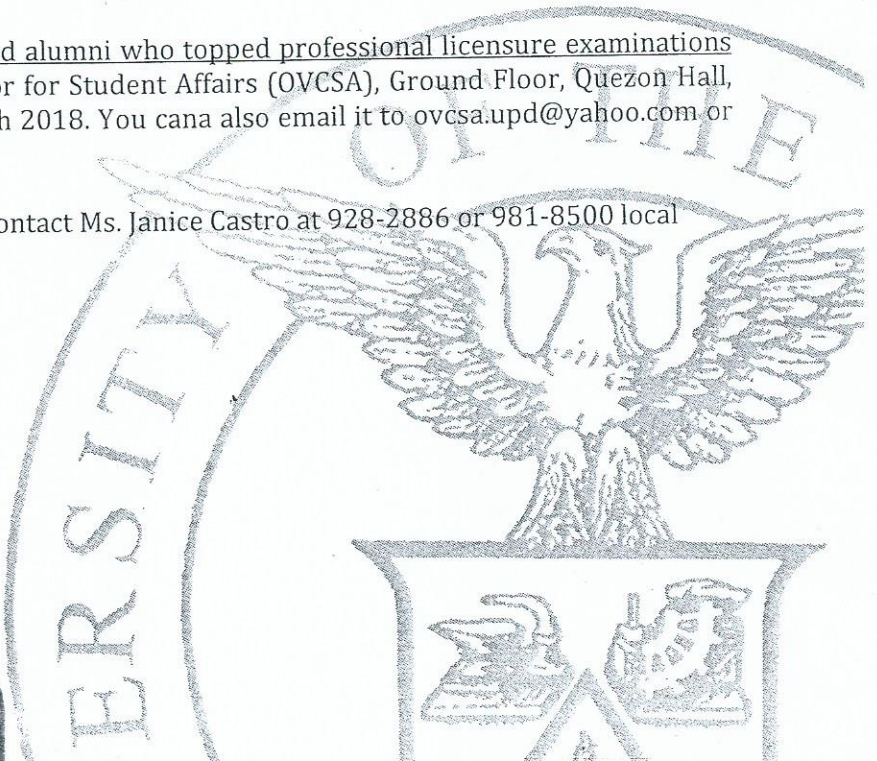 d alumni who topped professional licensure examinations
r for Student Affairs (OVCSA), Ground Floor, Quezon Hall,
h 2018. You cana also email it to ovcsa.upd@yahoo.com or
ontact Ms. Janice Castro at 928-2886 or 981-8500 local
ERSITY OF THE